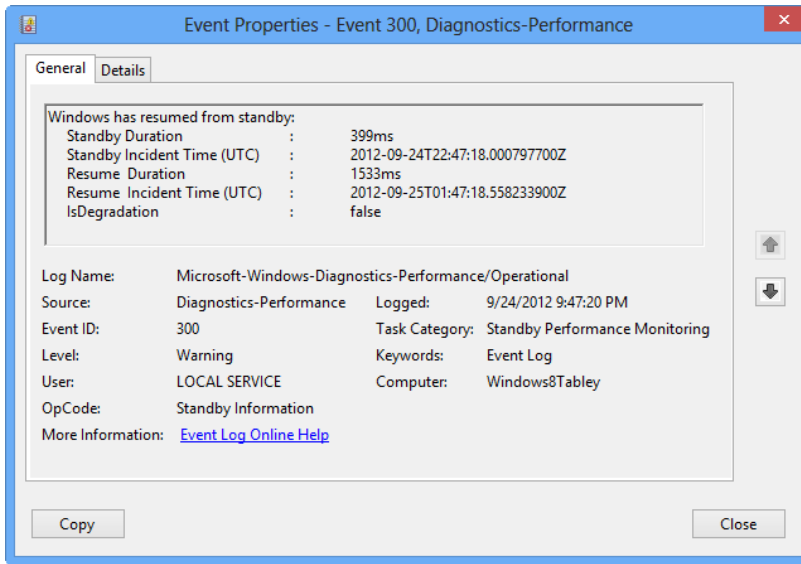 Event Properties - Event 300, Diagnostics-Performance
General Details
Windows has resumed from standby:
Standby Duration : 399ms
Standby Incident Time (UTC) : 2012-09-24T22:47:18.000797700Z
Resume Duration : 1533ms
Resume Incident Time (UTC) : 2012-09-25T01:47:18.558233900Z
IsDegradation : false
Log Name: Microsoft-Windows-Diagnostics-Performance/Operational
Source: Diagnostics-Performance Logged: 9/24/2012 9:47:20 PM
Event ID: 300 Task Category: Standby Performance Monitoring
Level: Warning Keywords: Event Log
User: LOCAL SERVICE Computer: Windows8Tabley
OpCode: Standby Information
More Information: Event Log Online Help
Copy Close